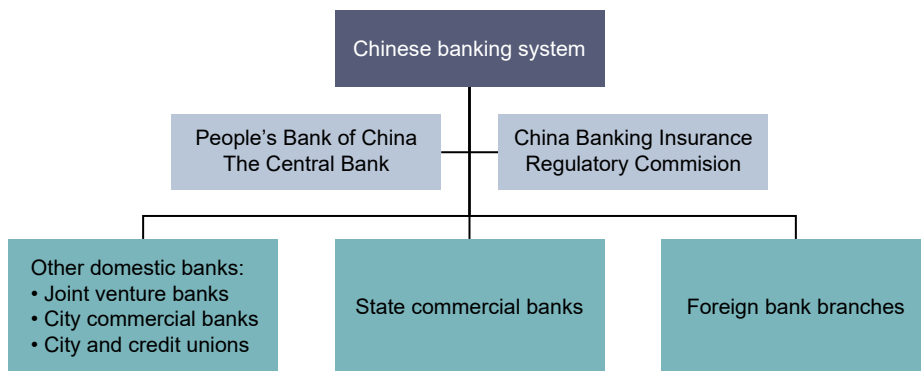 Chinese banking system
People's Bank of China
The Central Bank
China Banking Insurance
Regulatory Commision
Other domestic banks:
• Joint venture banks
• City commercial banks
• City and credit unions
State commercial banks
Foreign bank branches